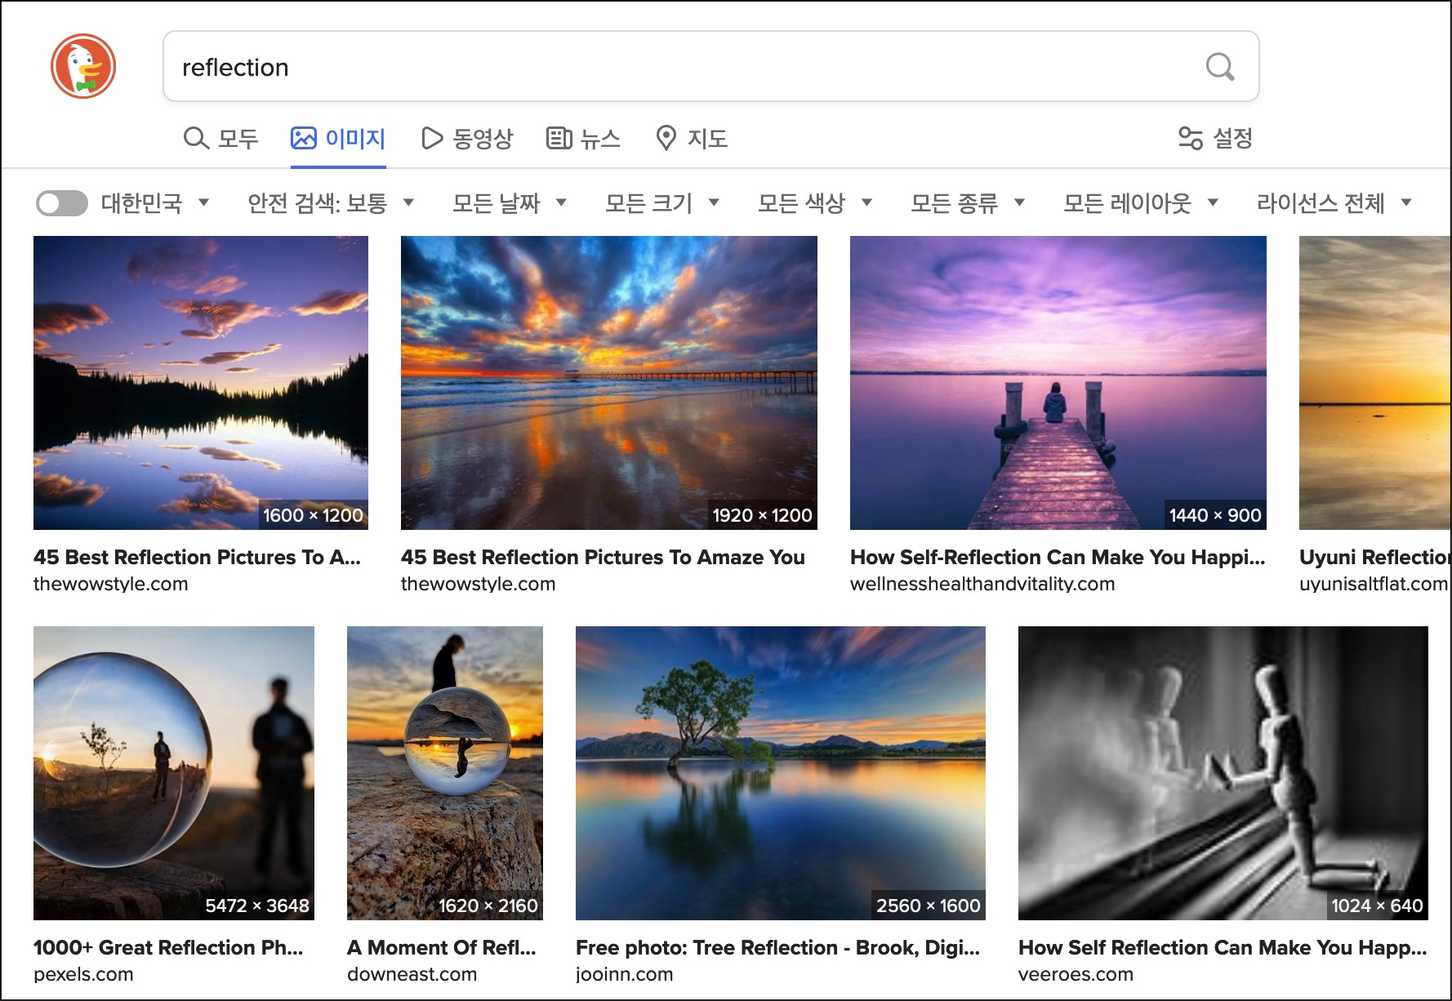 reflection
모두 이미지 동영상 뉴스 지도 설정
대한민국 안전 검색: 보통 모든 날짜 모든 크기 모든 색상 모든 종류 모든 레이아웃 라이선스 전체
1600 × 1200 1920 × 1200 1440 × 900
45 Best Reflection Pictures To A... 45 Best Reflection Pictures To Amaze You How Self-Reflection Can Make You Happi... Uyuni Reflection
thewowstyle.com thewowstyle.com wellnesshealthandvitality.com uyunisaltflat.com
5472 × 3648 1620 × 2160 2560 × 1600 1024 × 640
1000+ Great Reflection Ph... A Moment Of Refl... Free photo: Tree Reflection - Brook, Digi... How Self Reflection Can Make You Happ...
pexels.com downeast.com jooinn.com veeroes.com